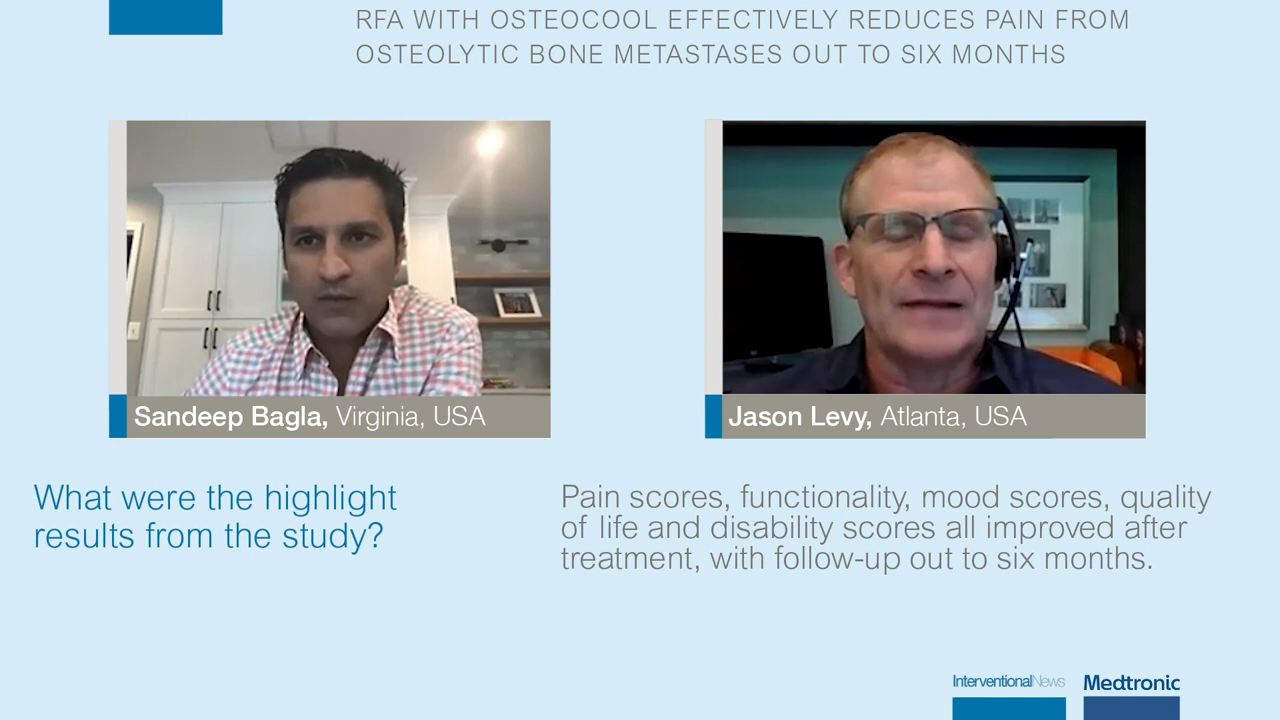 RFA WITH OSTEOCOOL EFFECTIVELY REDUCES PAIN FROM
OSTEOLYTIC BONE METASTASES OUT TO SIX MONTHS
Sandeep Bagla, Virginia, USA
Jason Levy, Atlanta, USA
What were the highlight
results from the study?
Pain scores, functionality, mood scores, quality
of life and disability scores all improved after
treatment, with follow-up out to six months.
InterventionalNews
Medtronic